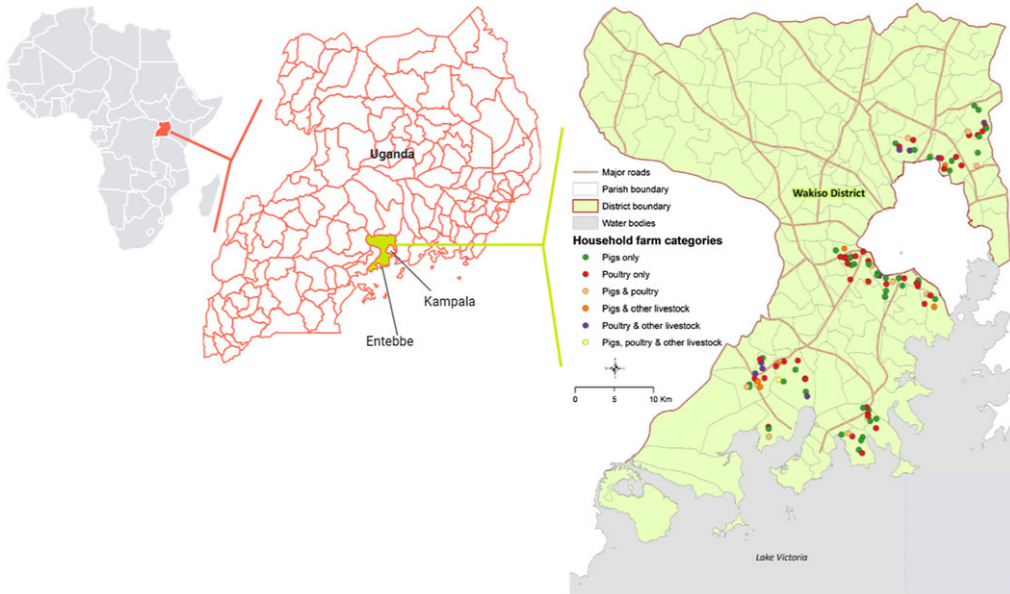 Uganda
Kampala
Entebbe
Major roads
Parish boundary
District boundary
Water bodies
Household farm categories
Pigs only
Poultry only
Pigs & poultry
Pigs & other livestock
Poultry & other livestock
Pigs, poultry & other livestock
0 5 10 Km
Wakiso District
Lake Victoria